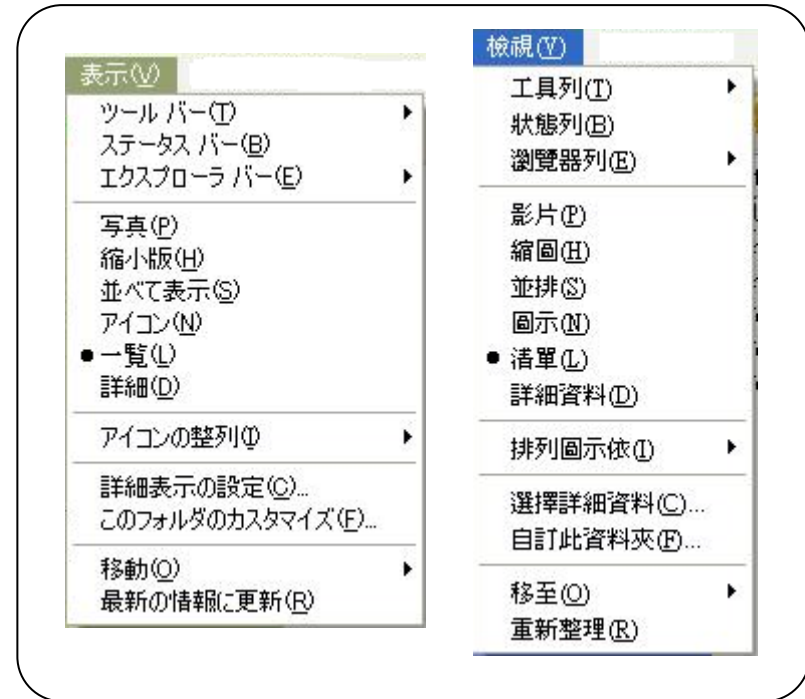 表示(V)
ツール バー(T)
ステータス バー(B)
エクスプローラ バー(E)
写真(P)
縮小版(H)
並べて表示(S)
アイコン(N)
一覧(L)
詳細(D)
アイコンの整列(I)
詳細表示の設定(C)...
このフォルダのカスタマイズ(F)...
移動(O)
最新の情報に更新(R)
檢視(V)
工具列(T)
狀態列(B)
瀏覽器列(E)
影片(P)
縮圖(H)
並排(S)
圖示(N)
清單(L)
詳細資料(D)
排列圖示依(I)
選擇詳細資料(C)...
自訂此資料夾(F)...
移至(O)
重新整理(R)